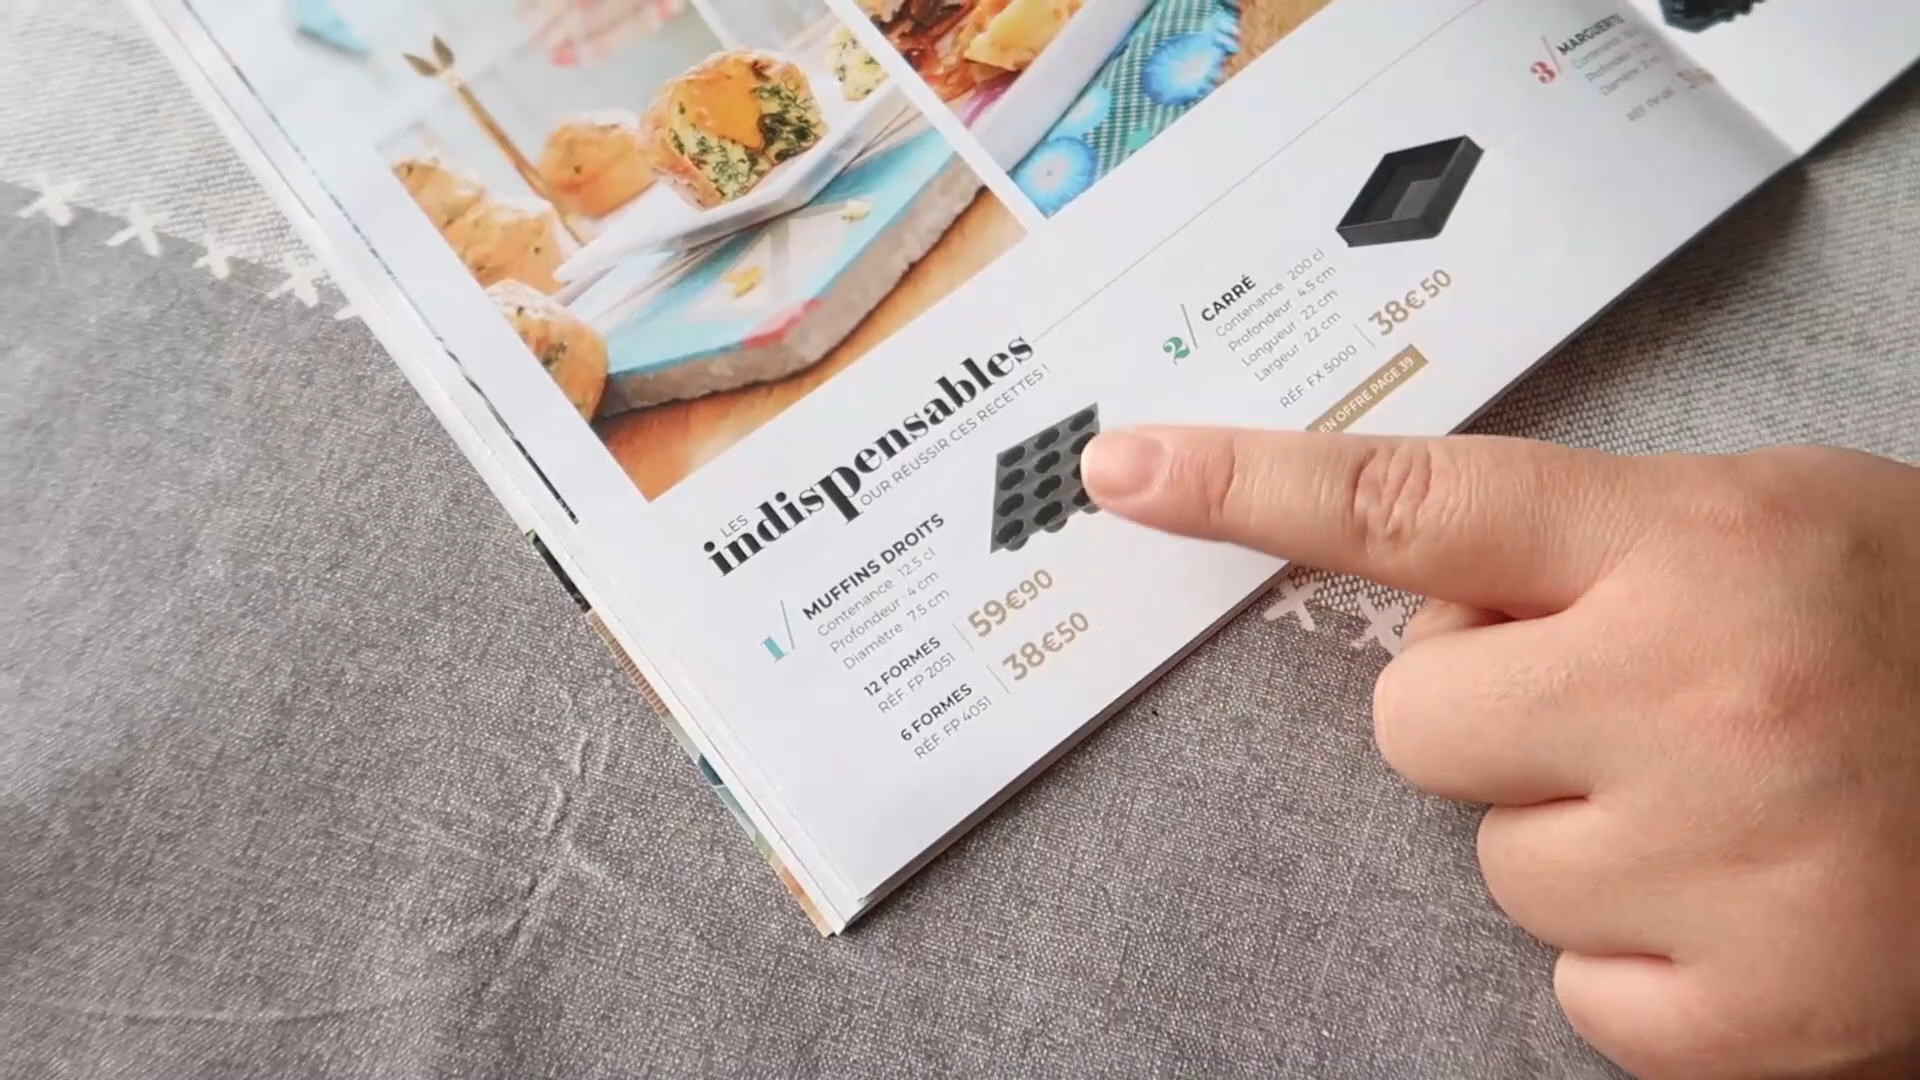 LES
indispensables
OUR RÉUSSIR CES RECETTES !
1/ MUFFINS DROITS
Contenance : 12.5 cl
Profondeur : 4 cm
Diamètre : 7,5 cm
12 FORMES
RÉF. FP 2051
59€90
6 FORMES
RÉF. FP 4051
38€50
2/ CARRÉ
Contenance : 200 cl
Profondeur : 4.5 cm
Longueur : 22 cm
Largeur : 22 cm
RÉF. FX 5000
38€50
EN OFFRE PAGE 39
3/ MARGUERITE